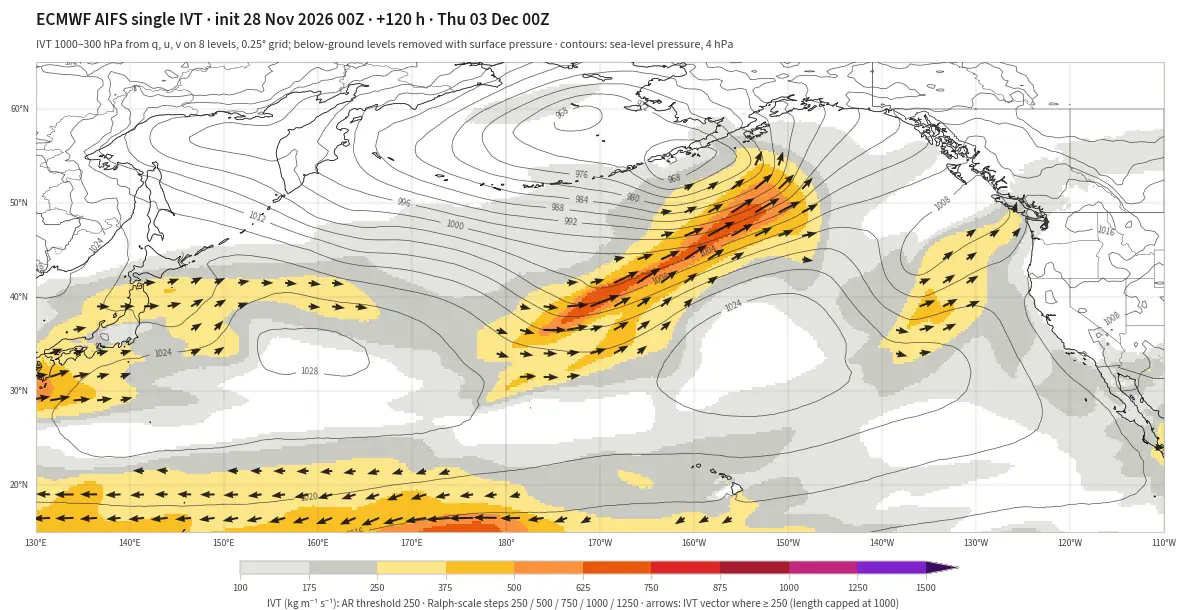 ECMWF AIFS single IVT · init 28 Nov 2026 00Z · +120 h · Thu 03 Dec 00Z
IVT 1000–300 hPa from q, u, v on 8 levels, 0.25° grid; below-ground levels removed with surface pressure · contours: sea-level pressure, 4 hPa
60°N
968
976
968
980
984
996
988
50°N
1008
1012
992
1000
1016
1024
1004
1008
40°N
1024
1008
1024
1028
30°N
20°N
1020
1016
130°E 140°E 150°E 160°E 170°E 180° 170°W 160°W 150°W 140°W 130°W 120°W 110°W
100 175 250 375 500 625 750 875 1000 1250 1500
IVT (kg m⁻¹ s⁻¹): AR threshold 250 · Ralph-scale steps 250 / 500 / 750 / 1000 / 1250 · arrows: IVT vector where ≥ 250 (length capped at 1000)